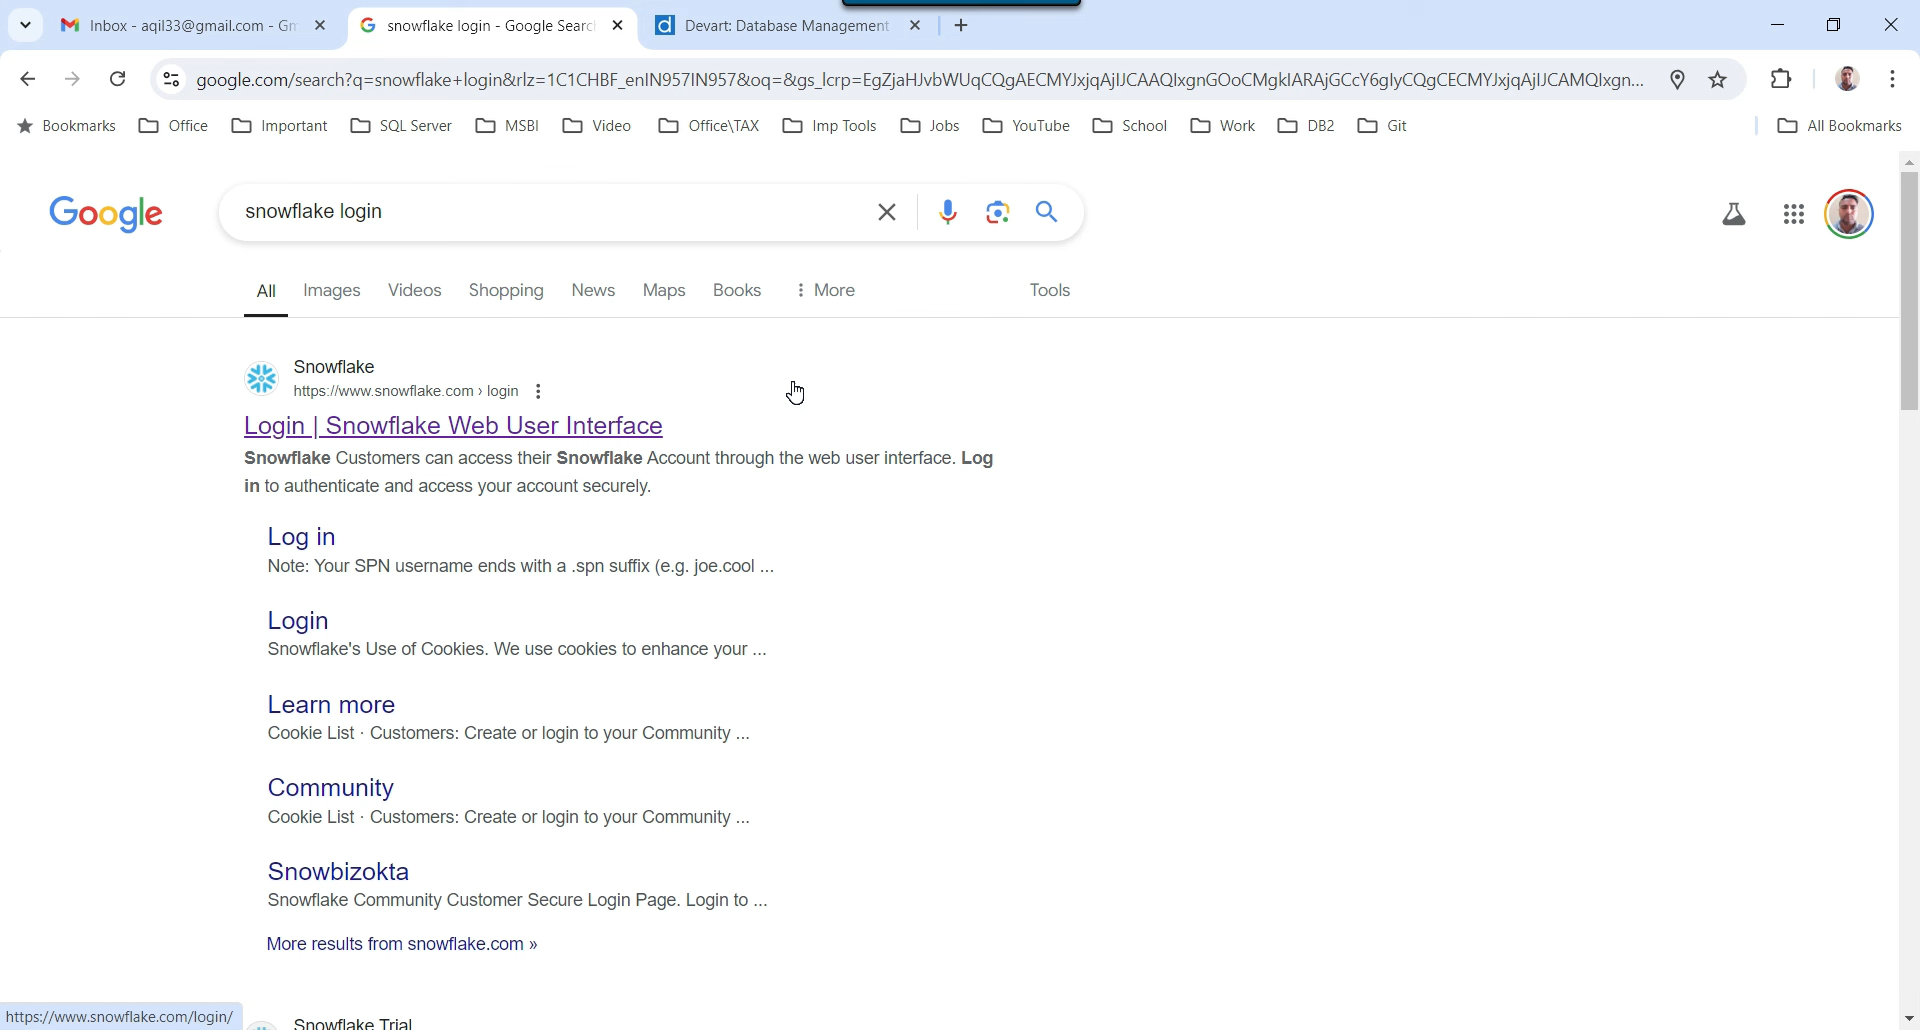 Inbox - aqil33@gmail.com - Gm
snowflake login - Google Search
Devart: Database Management
google.com/search?q=snowflake+login&rlz=1C1CHBF_enIN957IN957&oq=&gs_lcrp=EgZjaHJvbWUqCQgAECMYJxjqAjIJCAAQIxgnGOoCMgkIARAjGCcY6gIyCQgCECMYJxjqAjIJCAMQIxgn...
Bookmarks
Office
Important
SQL Server
MSBI
Video
Office\TAX
Imp Tools
Jobs
YouTube
School
Work
DB2
Git
All Bookmarks
Google
snowflake login
All
Images
Videos
Shopping
News
Maps
Books
More
Tools
Snowflake
https://www.snowflake.com › login
Login | Snowflake Web User Interface
Snowflake Customers can access their Snowflake Account through the web user interface. Log
in to authenticate and access your account securely.
Log in
Note: Your SPN username ends with a .spn suffix (e.g. joe.cool ...
Login
Snowflake's Use of Cookies. We use cookies to enhance your ...
Learn more
Cookie List · Customers: Create or login to your Community ...
Community
Cookie List · Customers: Create or login to your Community ...
Snowbizokta
Snowflake Community Customer Secure Login Page. Login to ...
More results from snowflake.com »
https://www.snowflake.com/login/
Snowflake Trial